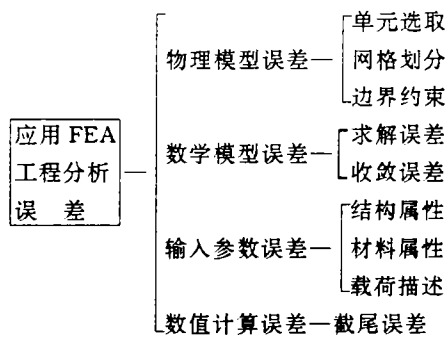 单元选取
物理模型误差
网格划分
边界约束
应用 FEA
工程分析
误 差
数学模型误差
求解误差
收敛误差
结构属性
输入参数误差
材料属性
载荷描述
数值计算误差
截尾误差